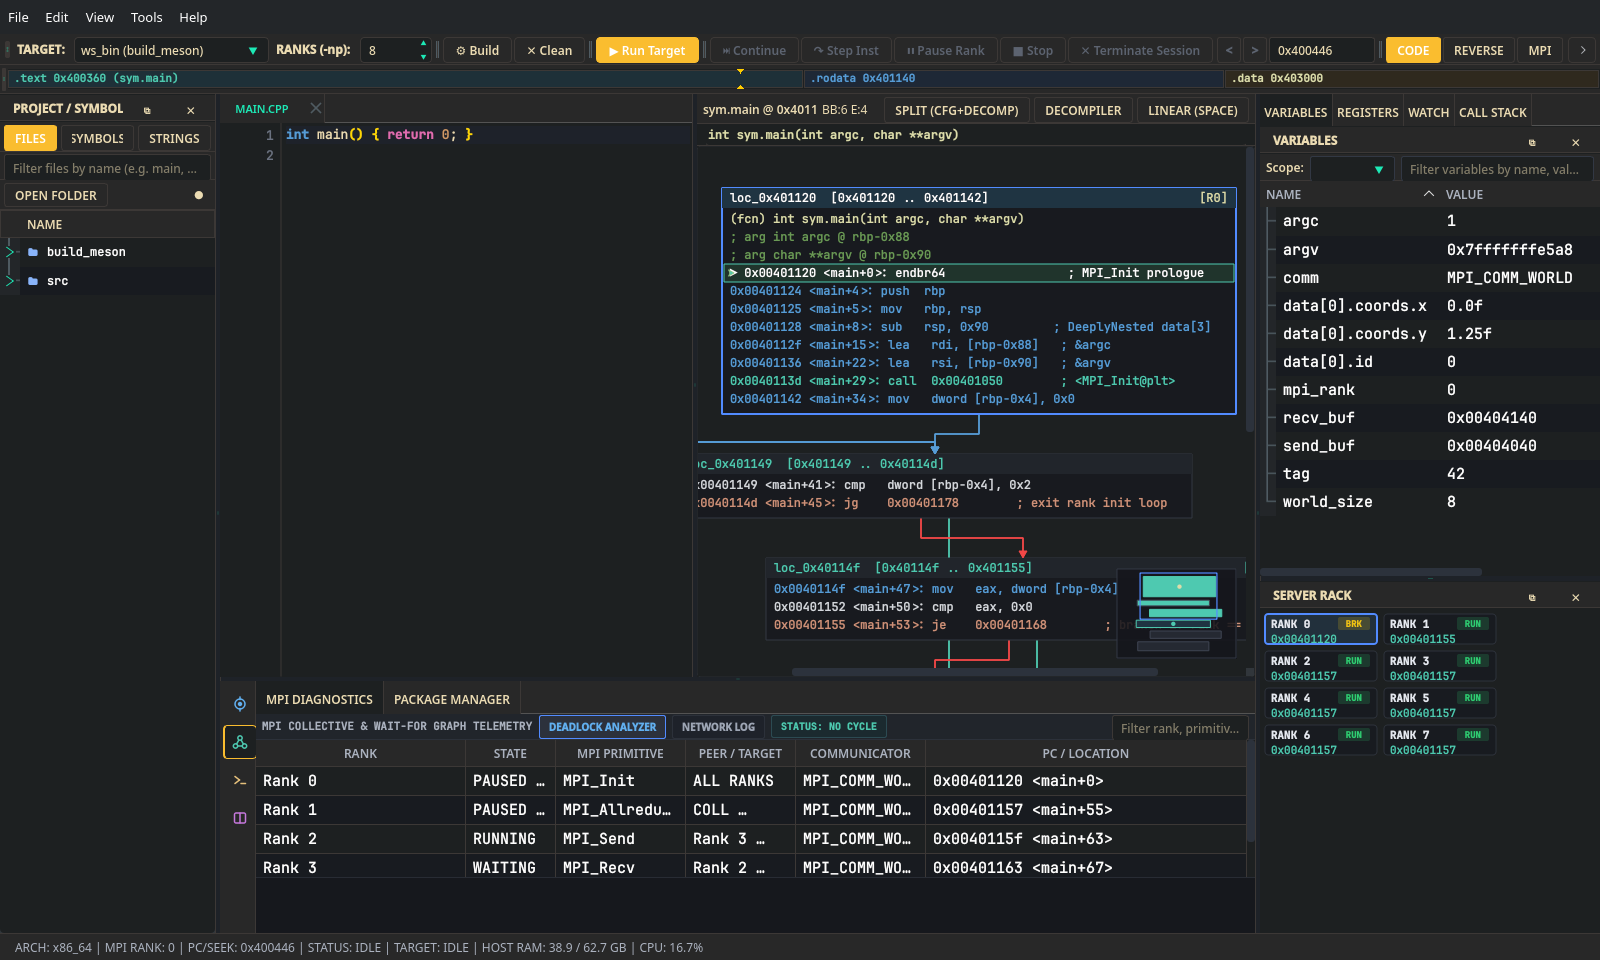 File Edit View Tools Help
TARGET: ws_bin (build_meson) RANKS (-np): 8 Build Clean Run Target Continue Step Inst Pause Rank Stop Terminate Session < > 0x400446 CODE REVERSE MPI
.text 0x400360 (sym.main) .rodata 0x401140 .data 0x403000
PROJECT / SYMBOL
FILES SYMBOLS STRINGS
Filter files by name (e.g. main, ...
OPEN FOLDER
NAME
build_meson
src
MAIN.CPP
1 int main() { return 0; }
2
sym.main @ 0x4011 BB:6 E:4 SPLIT (CFG+DECOMP) DECOMPILER LINEAR (SPACE)
int sym.main(int argc, char **argv)
loc_0x401120 [0x401120 .. 0x401142] [R0]
(fcn) int sym.main(int argc, char **argv)
; arg int argc @ rbp-0x88
; arg char **argv @ rbp-0x90
0x00401120 <main+0>: endbr64 ; MPI_Init prologue
0x00401124 <main+4>: push rbp
0x00401125 <main+5>: mov rbp, rsp
0x00401128 <main+8>: sub rsp, 0x90 ; DeeplyNested data[3]
0x0040112f <main+15>: lea rdi, [rbp-0x88] ; &argc
0x00401136 <main+22>: lea rsi, [rbp-0x90] ; &argv
0x0040113d <main+29>: call 0x00401050 ; <MPI_Init@plt>
0x00401142 <main+34>: mov dword [rbp-0x4], 0x0
oc_0x401149 [0x401149 .. 0x40114d]
x00401149 <main+41>: cmp dword [rbp-0x4], 0x2
x0040114d <main+45>: jg 0x00401178 ; exit rank init loop
loc_0x40114f [0x40114f .. 0x401155]
0x0040114f <main+47>: mov eax, dword [rbp-0x4]
0x00401152 <main+50>: cmp eax, 0x0
0x00401155 <main+53>: je 0x00401168 ; ==
VARIABLES REGISTERS WATCH CALL STACK
VARIABLES
Scope: Filter variables by name, val...
NAME VALUE
argc 1
argv 0x7fffffffe5a8
comm MPI_COMM_WORLD
data[0].coords.x 0.0f
data[0].coords.y 1.25f
data[0].id 0
mpi_rank 0
recv_buf 0x00404140
send_buf 0x00404040
tag 42
world_size 8
SERVER RACK
RANK 0 BRK RANK 1 RUN
0x00401120 0x00401155
RANK 2 RUN RANK 3 RUN
0x00401157 0x00401157
RANK 4 RUN RANK 5 RUN
0x00401157 0x00401157
RANK 6 RUN RANK 7 RUN
0x00401157 0x00401157
MPI DIAGNOSTICS PACKAGE MANAGER
MPI COLLECTIVE & WAIT-FOR GRAPH TELEMETRY DEADLOCK ANALYZER NETWORK LOG STATUS: NO CYCLE Filter rank, primitiv...
RANK STATE MPI PRIMITIVE PEER / TARGET COMMUNICATOR PC / LOCATION
Rank 0 PAUSED … MPI_Init ALL RANKS MPI_COMM_WO… 0x00401120 <main+0>
Rank 1 PAUSED … MPI_Allredu… COLL … MPI_COMM_WO… 0x00401157 <main+55>
Rank 2 RUNNING MPI_Send Rank 3 … MPI_COMM_WO… 0x0040115f <main+63>
Rank 3 WAITING MPI_Recv Rank 2 … MPI_COMM_WO… 0x00401163 <main+67>
ARCH: x86_64 | MPI RANK: 0 | PC/SEEK: 0x400446 | STATUS: IDLE | TARGET: IDLE | HOST RAM: 38.9 / 62.7 GB | CPU: 16.7%